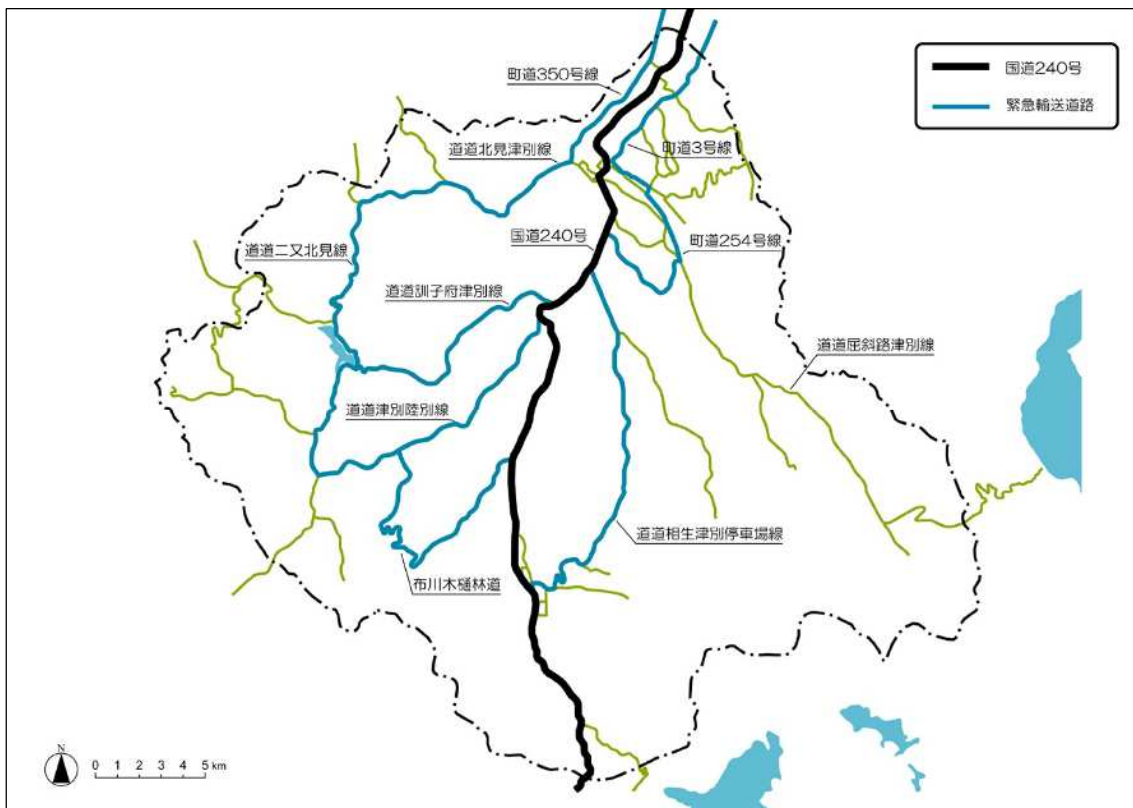 国道240号
緊急輸送道路
町道350号線
道道北見津別線
町道3号線
国道240号
町道254号線
道道二又北見線
道道訓子府津別線
道道屈斜路津別線
道道津別陸別線
道道相生津別停車場線
布川木樋林道
N
0 1 2 3 4 5 km